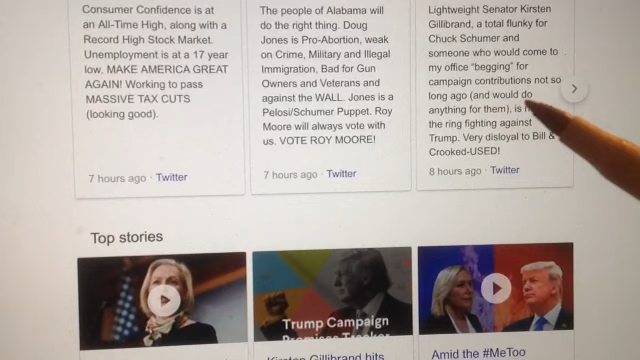 Consumer Confidence is at
an All-Time High, along with a
Record High Stock Market.
Unemployment is at a 17 year
low. MAKE AMERICA GREAT
AGAIN! Working to pass
MASSIVE TAX CUTS
(looking good).
7 hours ago · Twitter
The people of Alabama will
do the right thing. Doug
Jones is Pro-Abortion, weak
on Crime, Military and Illegal
Immigration, Bad for Gun
Owners and Veterans and
against the WALL. Jones is a
Pelosi/Schumer Puppet. Roy
Moore will always vote with
us. VOTE ROY MOORE!
7 hours ago · Twitter
Lightweight Senator Kirsten
Gillibrand, a total flunky for
Chuck Schumer and
someone who would come to
my office "begging" for
campaign contributions not so
long ago (and would do
anything for them), is
the ring fighting against
Trump. Very disloyal to Bill &
Crooked-USED!
8 hours ago · Twitter
Top stories
Trump Campaign
Promises Tracker
Kirsten Gillibrand hits
Amid the #MeToo